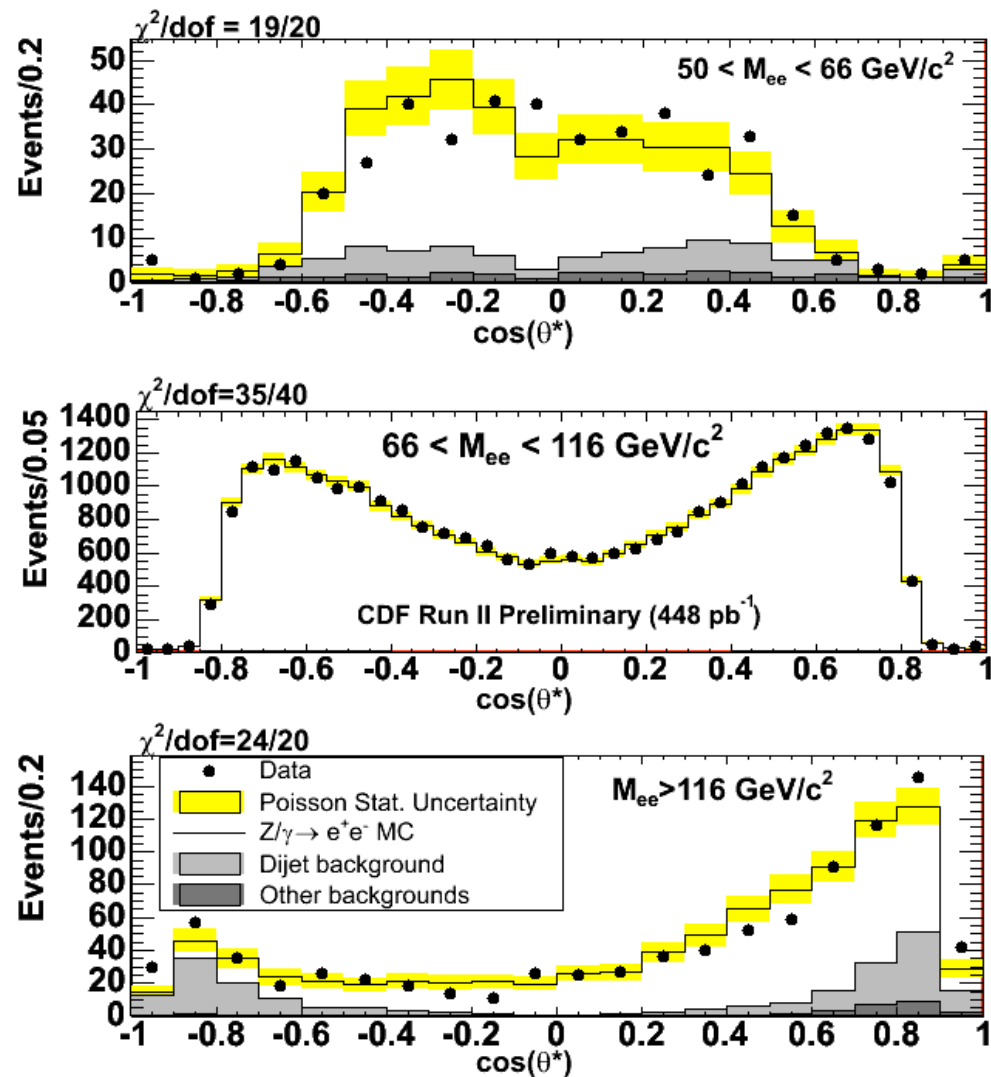 χ²/dof = 19/20
Events/0.2
50 < M_ee < 66 GeV/c²
50
40
30
20
10
0
-1 -0.8 -0.6 -0.4 -0.2 0 0.2 0.4 0.6 0.8 1
cos(θ*)
χ²/dof=35/40
Events/0.05
66 < M_ee < 116 GeV/c²
1400
1200
1000
800
600
400
200
0
CDF Run II Preliminary (448 pb⁻¹)
-1 -0.8 -0.6 -0.4 -0.2 0 0.2 0.4 0.6 0.8 1
cos(θ*)
χ²/dof=24/20
Events/0.2
M_ee>116 GeV/c²
140
120
100
80
60
40
20
0
Data
Poisson Stat. Uncertainty
Z/γ→ e⁺e⁻ MC
Dijet background
Other backgrounds
-1 -0.8 -0.6 -0.4 -0.2 0 0.2 0.4 0.6 0.8 1
cos(θ*)